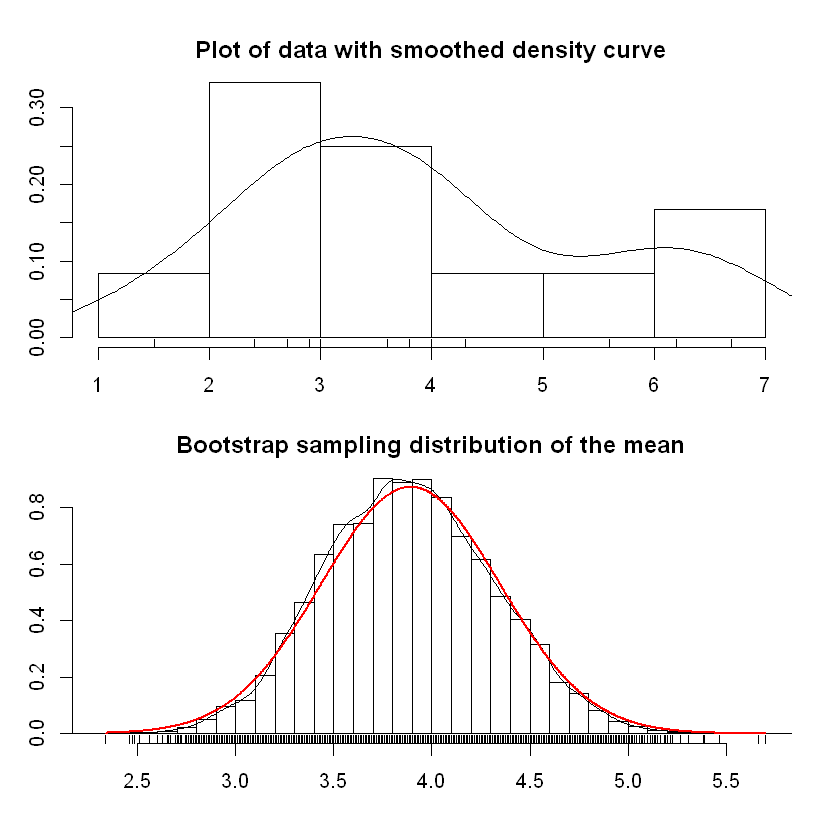 Plot of data with smoothed density curve
0.30
0.20
0.10
0.00
1 2 3 4 5 6 7
Bootstrap sampling distribution of the mean
0.8
0.6
0.4
0.2
0.0
2.5 3.0 3.5 4.0 4.5 5.0 5.5